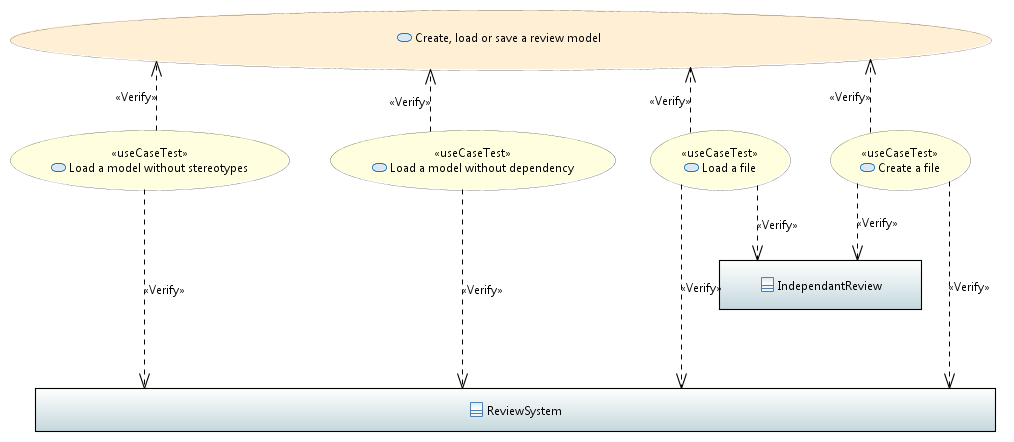 Create, load or save a review model
«Verify»
«Verify»
«Verify»
«Verify»
«useCaseTest»
Load a model without stereotypes
«useCaseTest»
Load a model without dependency
«useCaseTest»
Load a file
«useCaseTest»
Create a file
«Verify»
«Verify»
IndependantReview
«Verify»
«Verify»
«Verify»
«Verify»
ReviewSystem